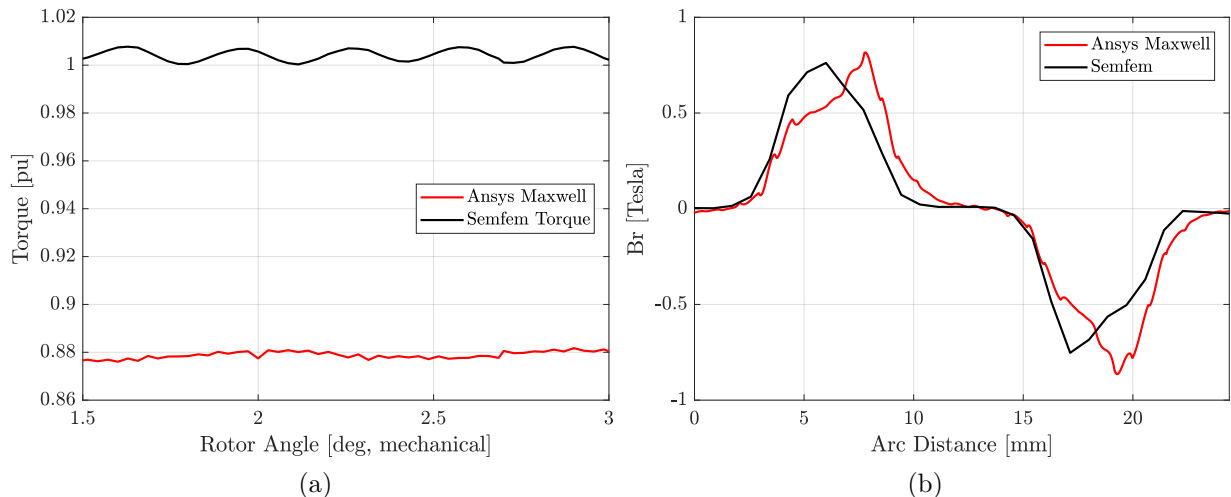 1.02
1
0.98
0.96
0.94
0.92
0.9
0.88
0.86
Torque [pu]
Ansys Maxwell
Semfem Torque
1.5
2
2.5
3
Rotor Angle [deg, mechanical]
(a)
1
0.5
0
-0.5
-1
Br [Tesla]
Ansys Maxwell
Semfem
0
5
10
15
20
Arc Distance [mm]
(b)